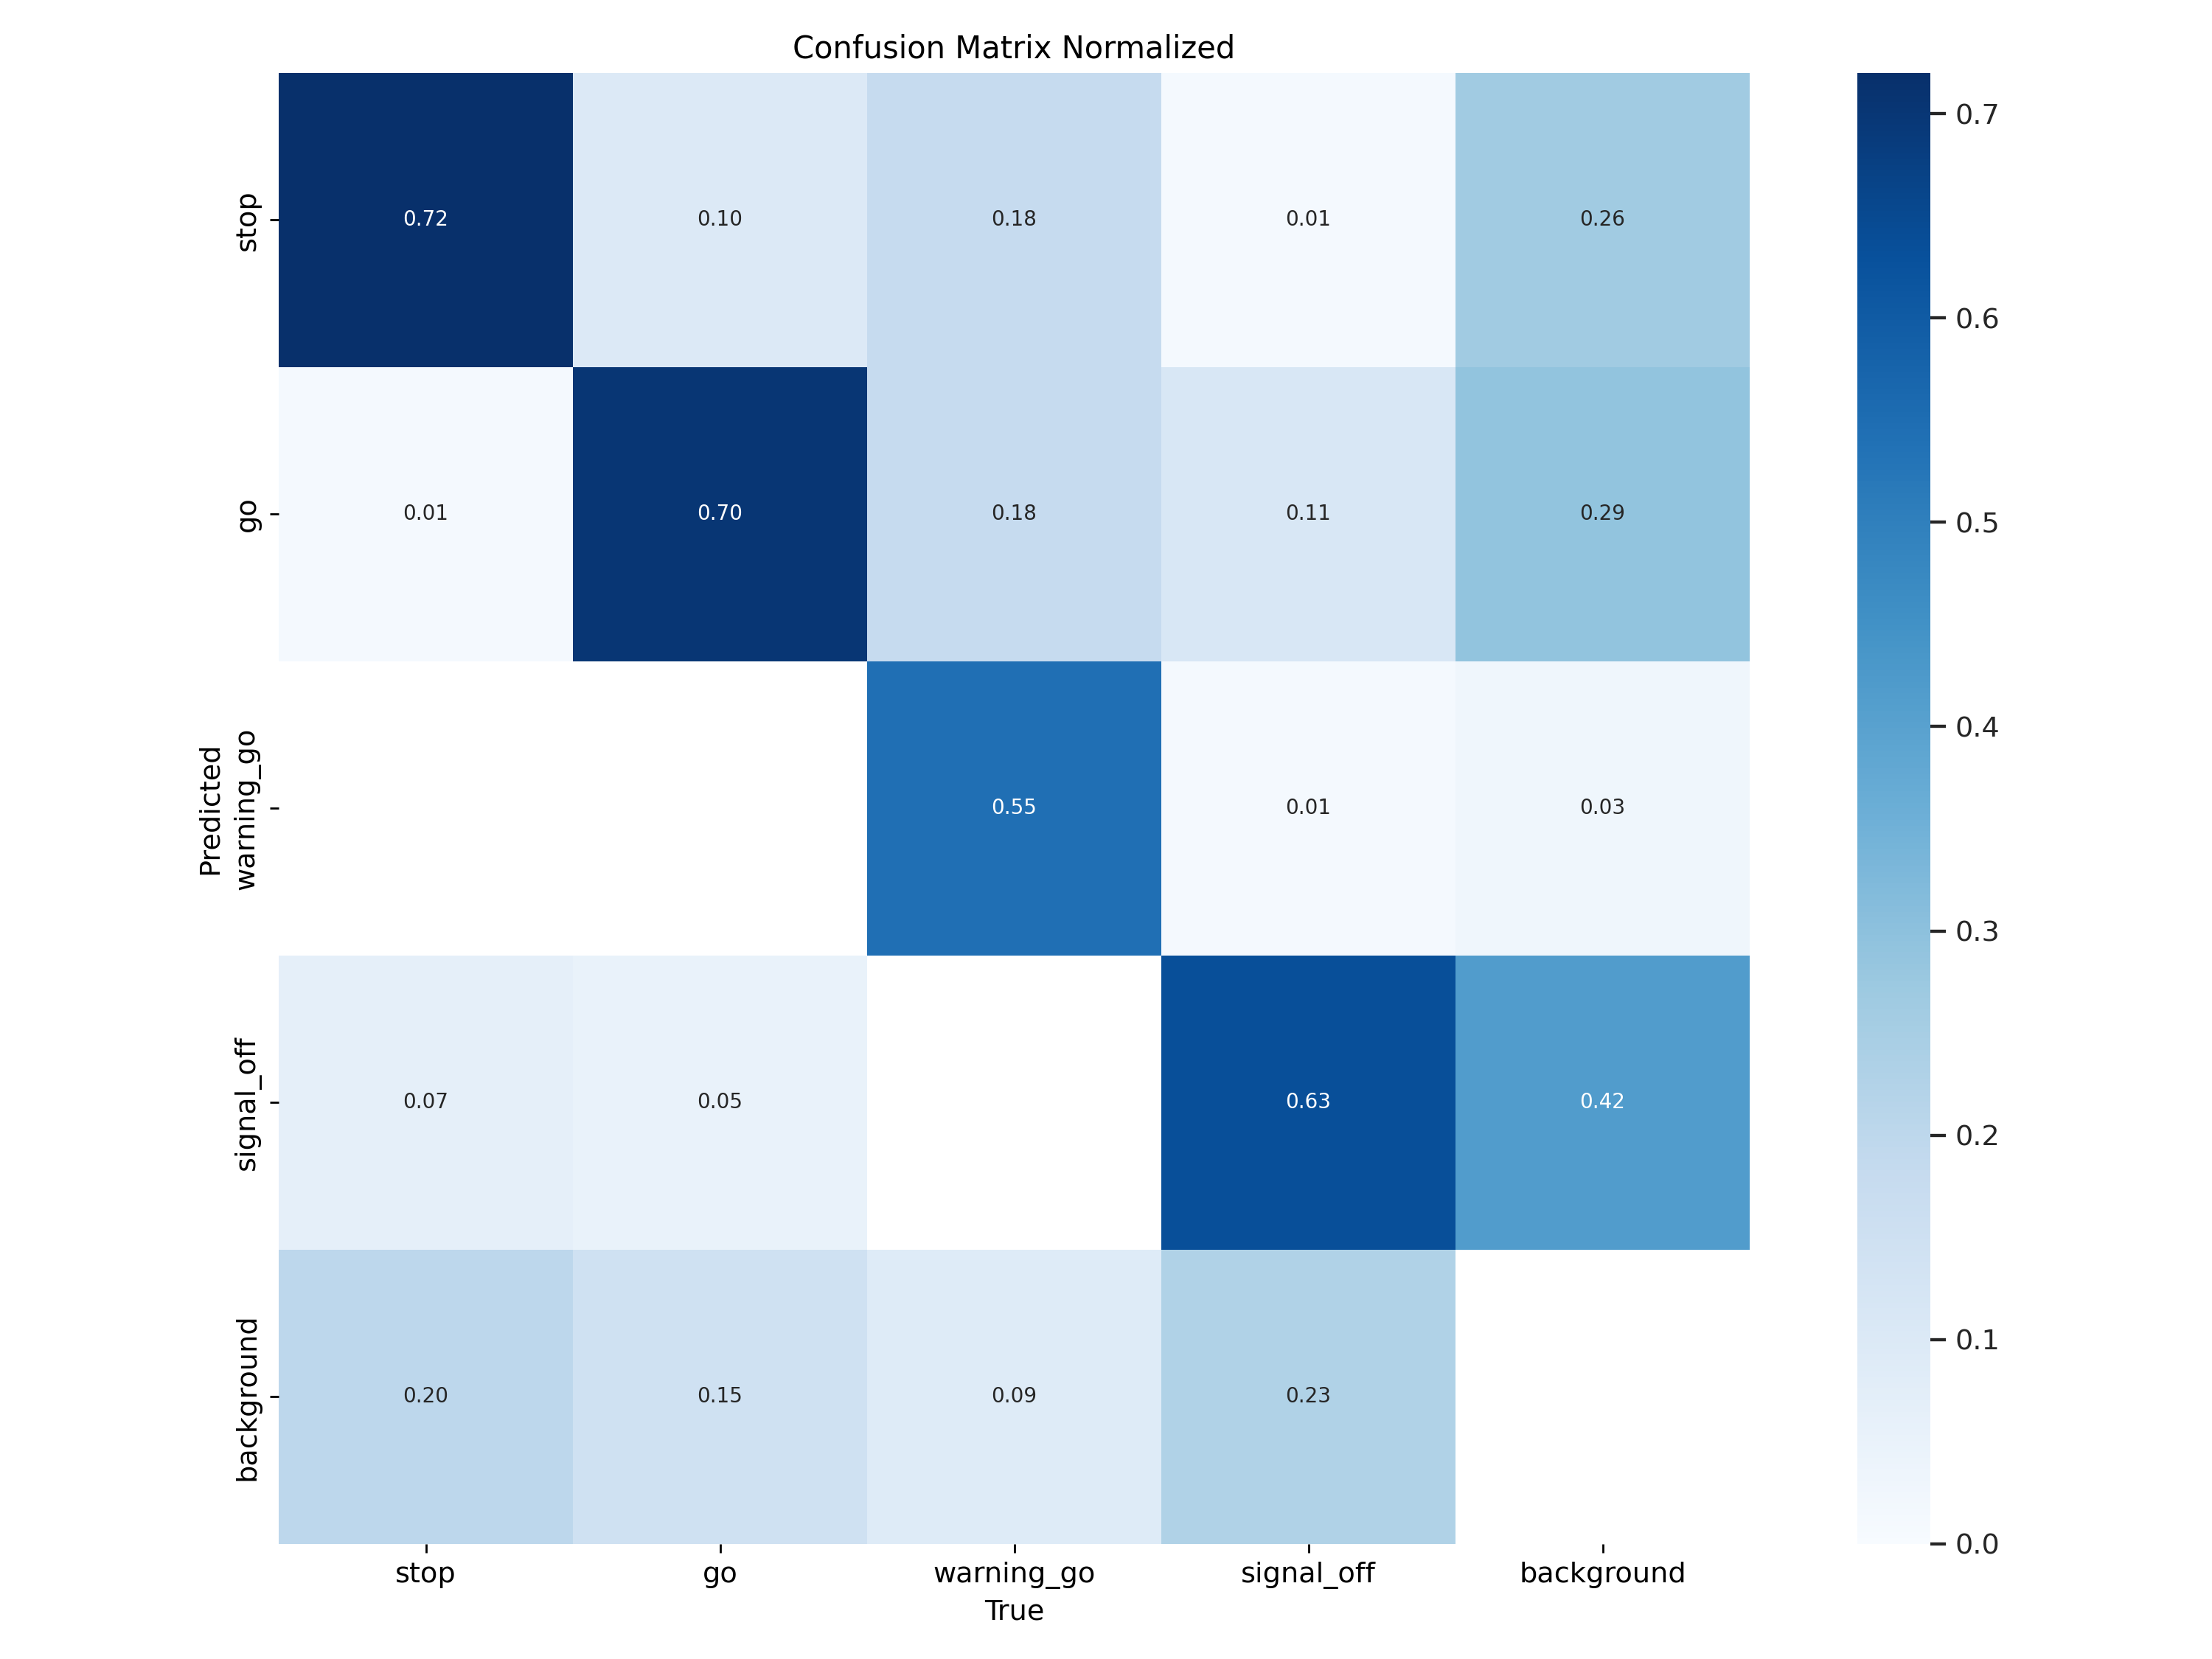 Confusion Matrix Normalized
stop
0.72
0.10
0.18
0.01
0.26
0.7
0.6
go
0.01
0.70
0.18
0.11
0.29
0.5
Predicted
warning_go
0.55
0.01
0.03
0.4
0.3
signal_off
0.07
0.05
0.63
0.42
0.2
background
0.20
0.15
0.09
0.23
0.1
0.0
stop
go
warning_go
signal_off
background
True